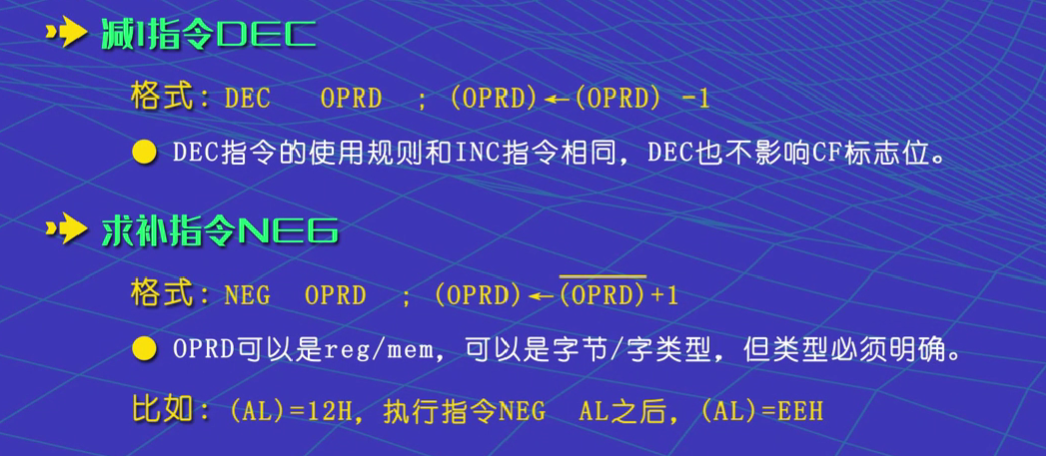 减1指令DEC
格式：DEC OPRD ；(OPRD)←(OPRD) -1
DEC指令的使用规则和INC指令相同，DEC也不影响CF标志位。
求补指令NEG
格式：NEG OPRD ；(OPRD)←(OPRD)+1
OPRD可以是reg/mem，可以是字节/字类型，但类型必须明确。
比如：(AL)=12H，执行指令NEG AL之后，(AL)=EEH